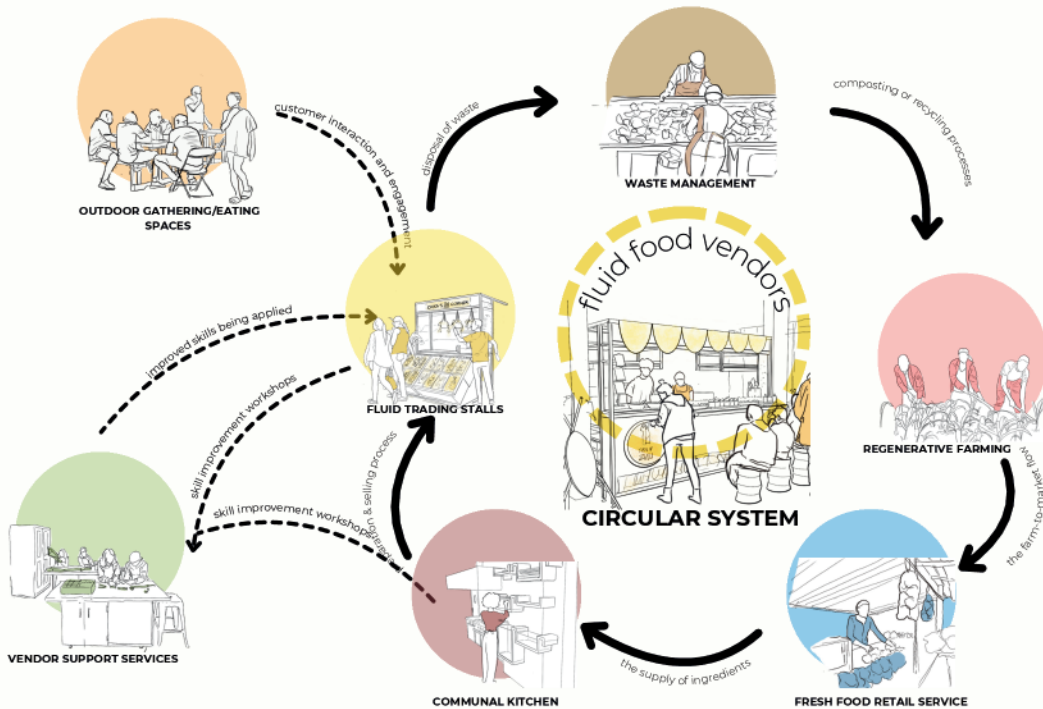 OUTDOOR GATHERING/EATING
SPACES
customer interaction and engagement
disposal of waste
WASTE MANAGEMENT
composting or recycling processes
fluid food vendors
CIRCULAR SYSTEM
improved skills being applied
FLUID TRADING STALLS
skill improvement workshops
REGENERATIVE FARMING
the farm-to-market flow
skill improvement workshops
& selling process
VENDOR SUPPORT SERVICES
the supply of ingredients
COMMUNAL KITCHEN
FRESH FOOD RETAIL SERVICE